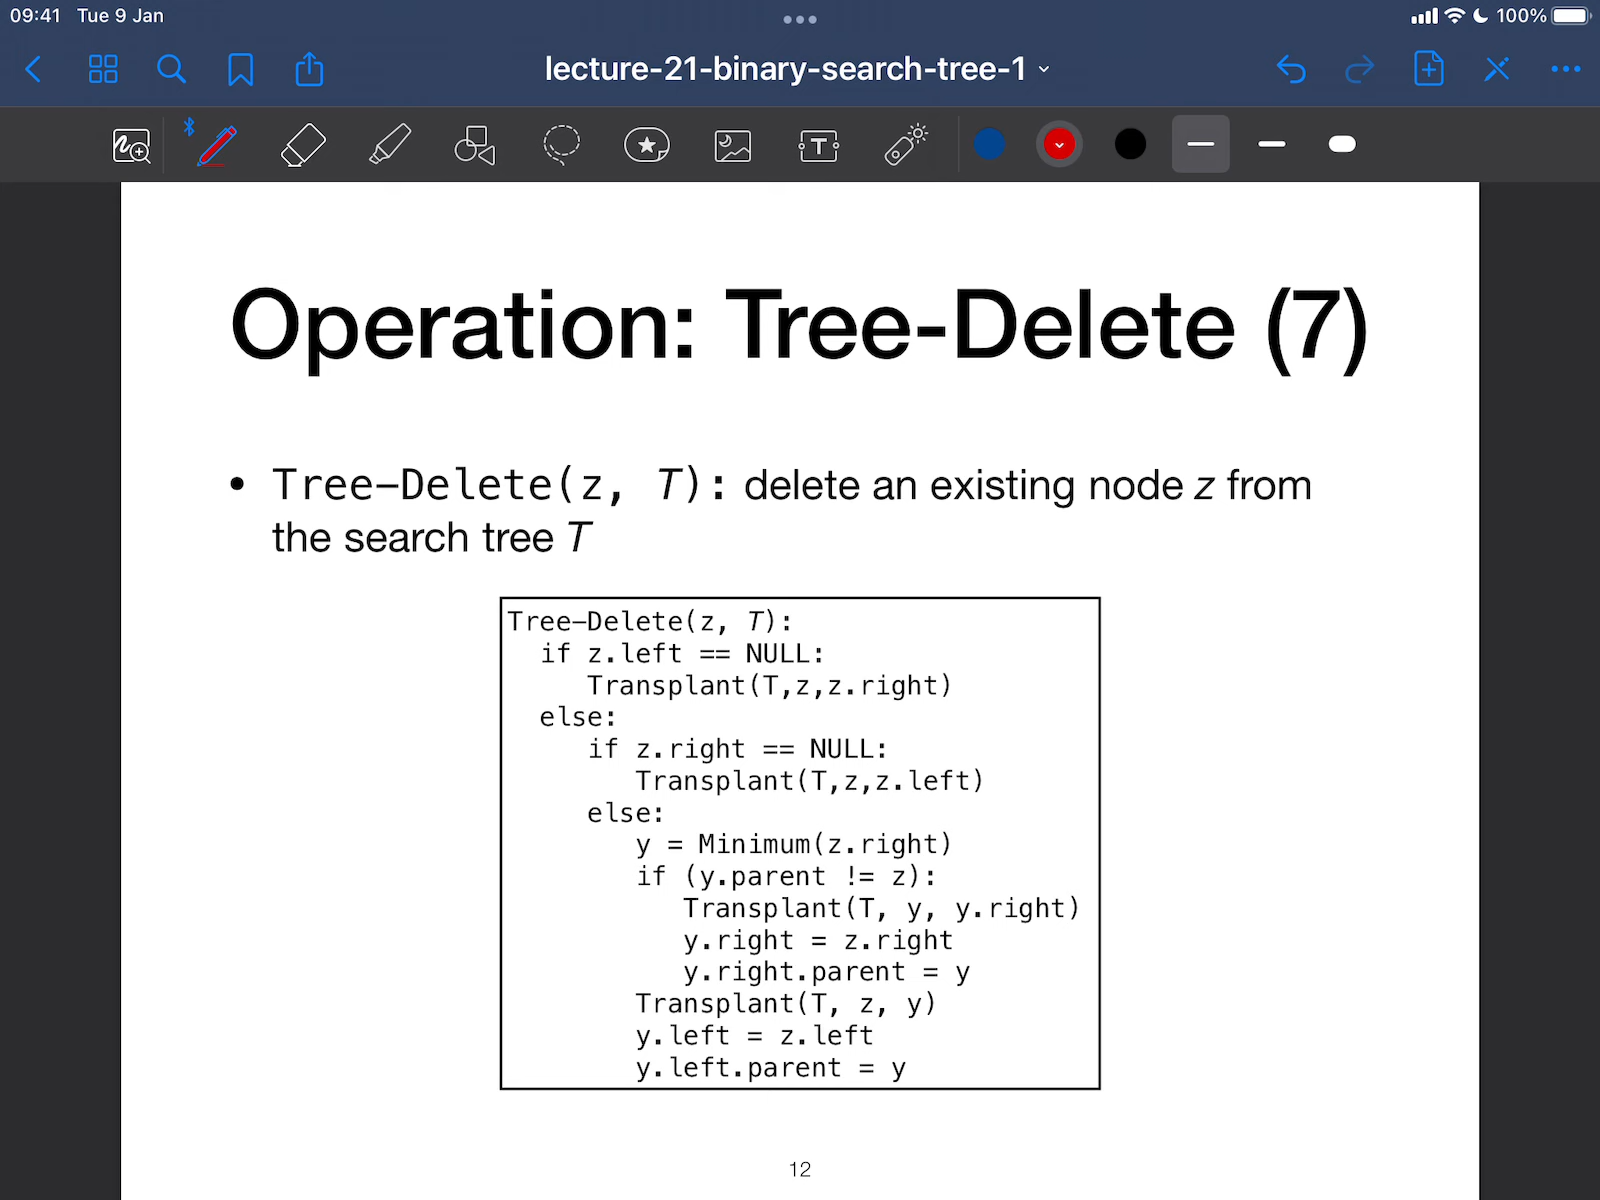 09:41 Tue 9 Jan
100%
lecture-21-binary-search-tree-1
Operation: Tree-Delete (7)
• Tree-Delete(z, T): delete an existing node z from
the search tree T
Tree-Delete(z, T):
if z.left == NULL:
Transplant(T,z,z.right)
else:
if z.right == NULL:
Transplant(T,z,z.left)
else:
y = Minimum(z.right)
if (y.parent != z):
Transplant(T, y, y.right)
y.right = z.right
y.right.parent = y
Transplant(T, z, y)
y.left = z.left
y.left.parent = y
12